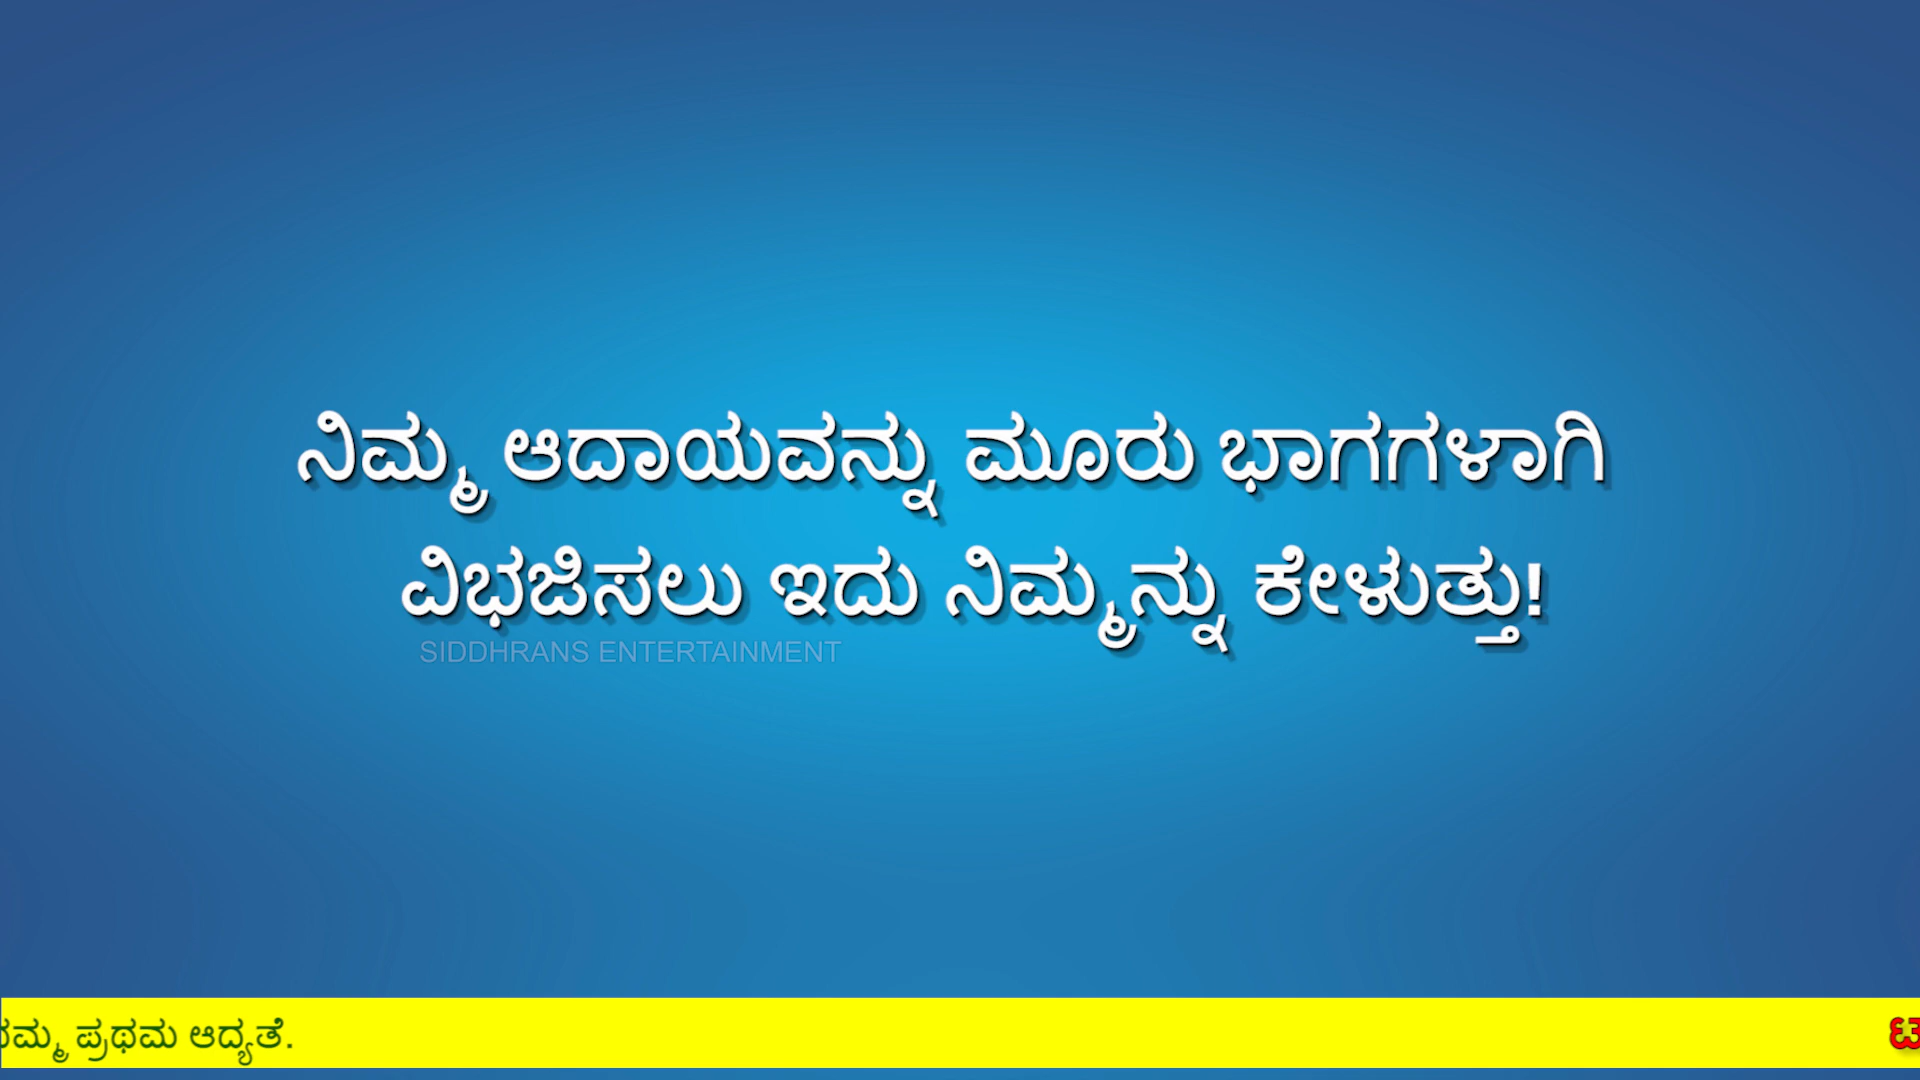 ನಿಮ್ಮ ಆದಾಯವನ್ನು ಮೂರು ಭಾಗಗಳಾಗಿ
ವಿಭಜಿಸಲು ಇದು ನಿಮ್ಮನ್ನು ಕೇಳುತ್ತು!
SIDDHRANS ENTERTAINMENT
ಪ್ರಥಮ ಆದ್ಯತೆ.